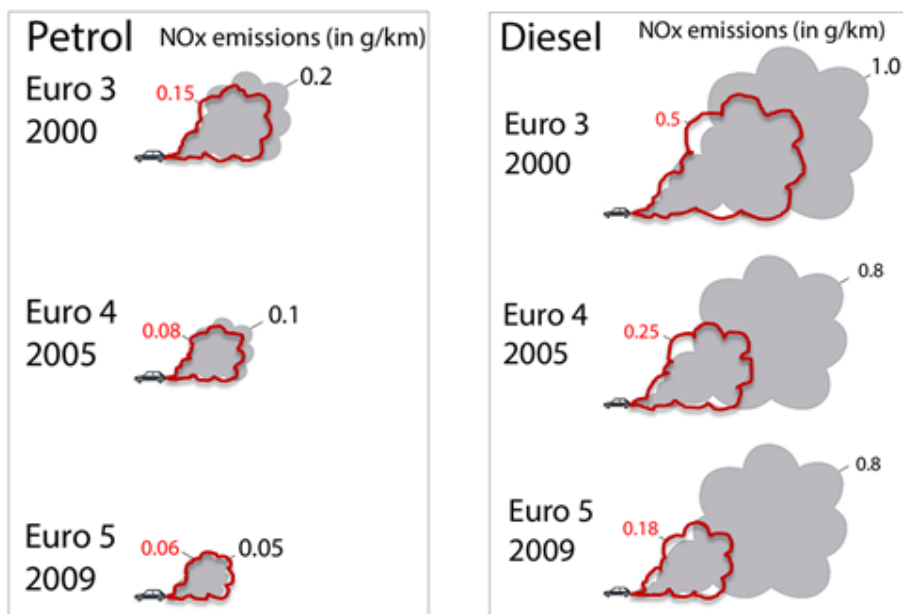 Petrol NOx emissions (in g/km)
Euro 3
2000
0.15
0.2
Euro 4
2005
0.08
0.1
Euro 5
2009
0.06
0.05
Diesel NOx emissions (in g/km)
Euro 3
2000
0.5
1.0
Euro 4
2005
0.25
0.8
Euro 5
2009
0.18
0.8